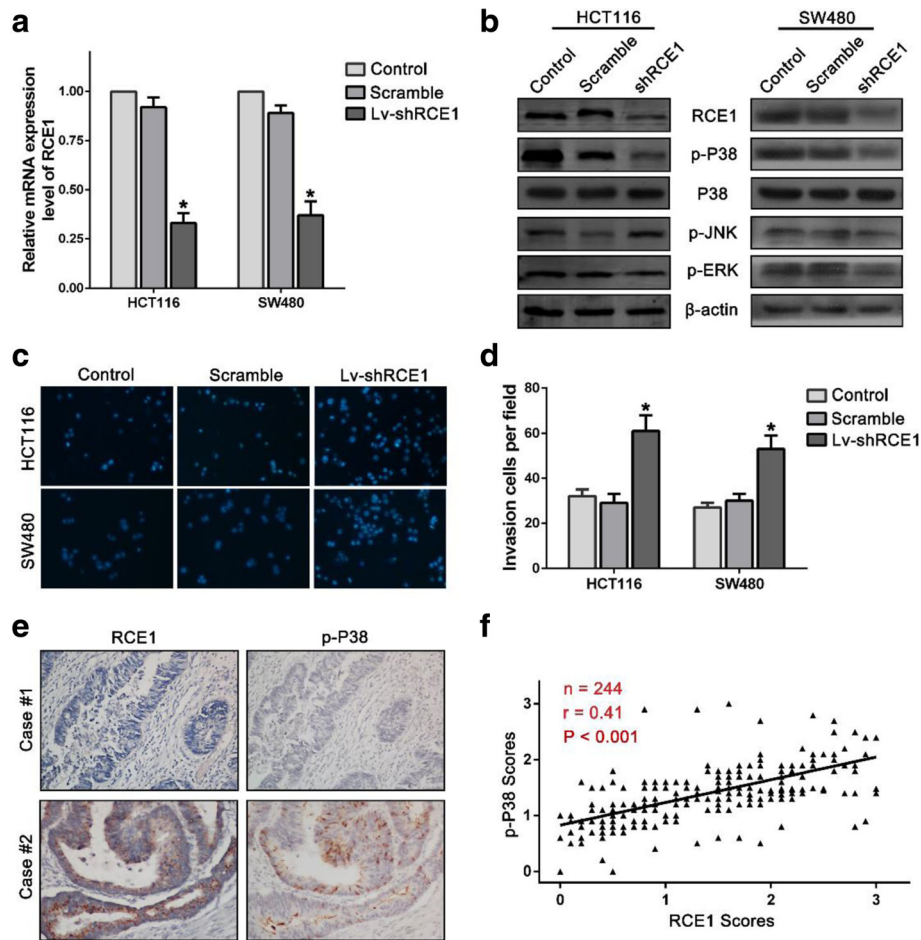 a
Relative mRNA expression
level of RCE1
1.00
0.75
0.50
0.25
0.00
*
*
HCT116
SW480
Control
Scramble
Lv-shRCE1
b
HCT116
SW480
Control
Scramble
shRCE1
Control
Scramble
shRCE1
RCE1
p-P38
P38
p-JNK
p-ERK
β-actin
c
Control
Scramble
Lv-shRCE1
HCT116
SW480
d
Invasion cells per field
80
60
40
20
0
*
*
HCT116
SW480
Control
Scramble
Lv-shRCE1
e
RCE1
p-P38
Case #1
Case #2
f
n = 244
r = 0.41
P < 0.001
p-P38 Scores
3
2
1
0
0
1
2
3
RCE1 Scores